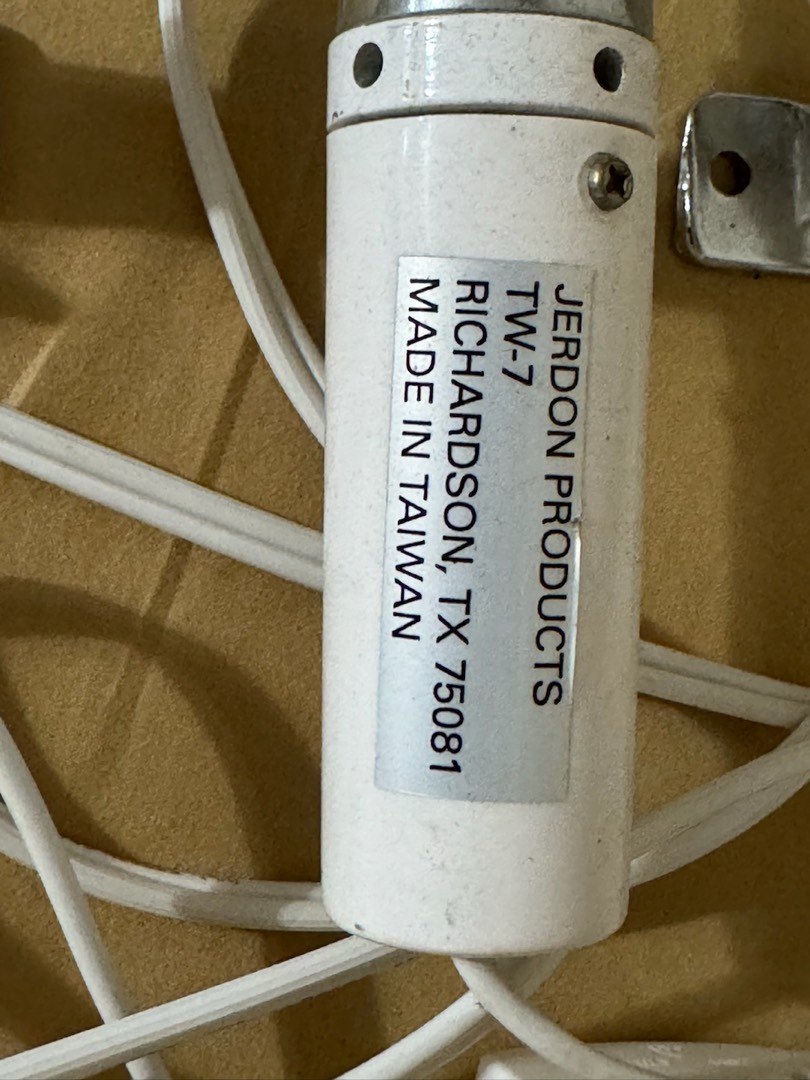 JERDON PRODUCTS
TW-7
RICHARDSON, TX 75081
MADE IN TAIWAN